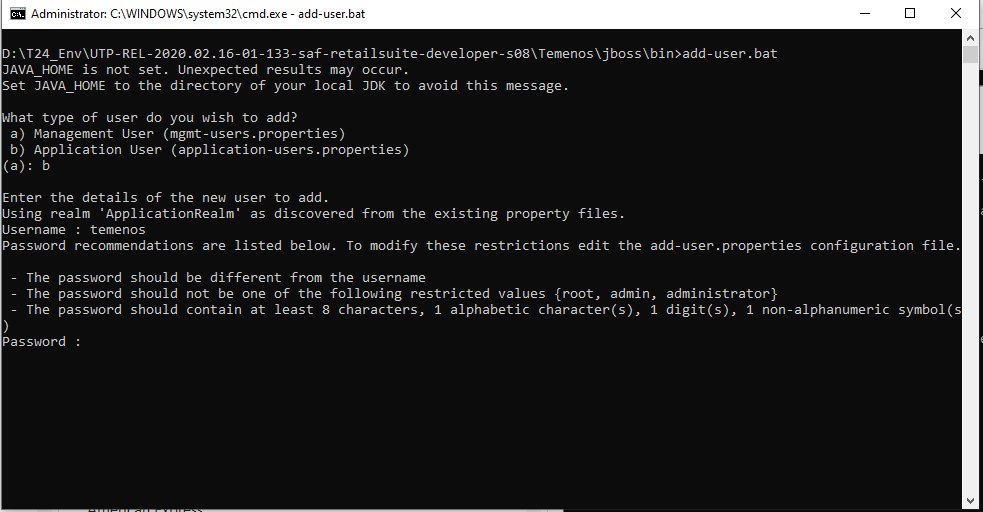 Administrator: C:\WINDOWS\system32\cmd.exe - add-user.bat
D:\T24_Env\UTP-REL-2020.02.16-01-133-saf-retailsuite-developer-s08\Temenos\jboss\bin>add-user.bat
JAVA_HOME is not set. Unexpected results may occur.
Set JAVA_HOME to the directory of your local JDK to avoid this message.
What type of user do you wish to add?
a) Management User (mgmt-users.properties)
b) Application User (application-users.properties)
(a): b
Enter the details of the new user to add.
Using realm 'ApplicationRealm' as discovered from the existing property files.
Username : temenos
Password recommendations are listed below. To modify these restrictions edit the add-user.properties configuration file.
- The password should be different from the username
- The password should not be one of the following restricted values {root, admin, administrator}
- The password should contain at least 8 characters, 1 alphabetic character(s), 1 digit(s), 1 non-alphanumeric symbol(s
)
Password :
American Express